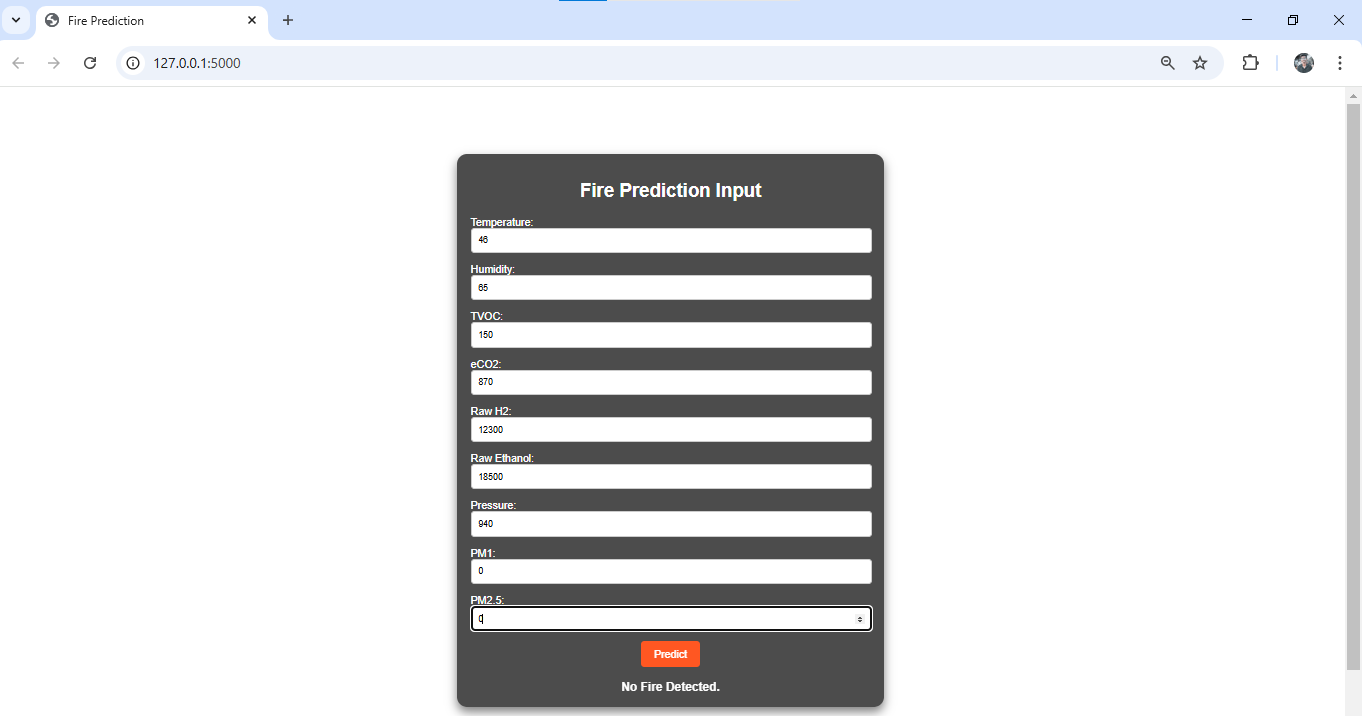 Fire Prediction
127.0.0.1:5000
Fire Prediction Input
Temperature:
46
Humidity:
65
TVOC:
150
eCO2:
870
Raw H2:
12300
Raw Ethanol:
18500
Pressure:
940
PM1:
0
PM2.5:
0
Predict
No Fire Detected.